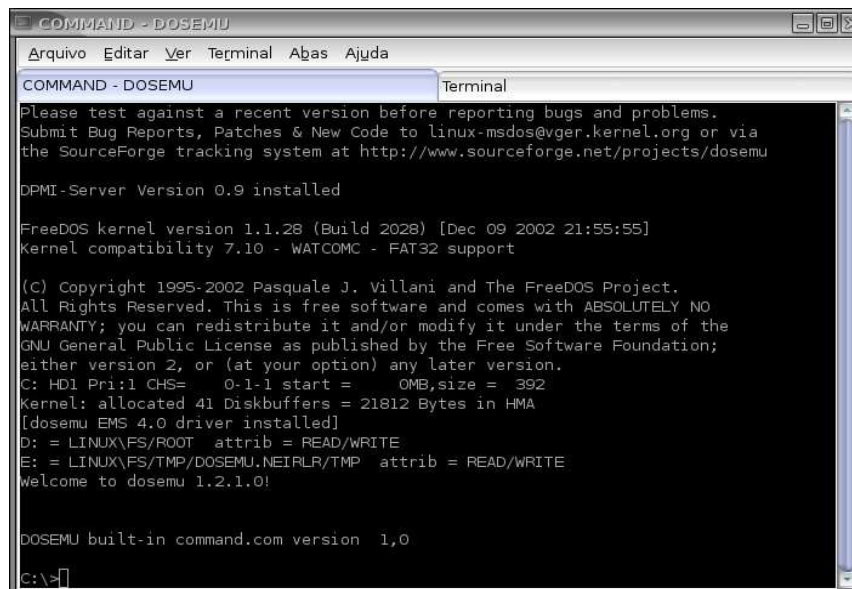 COMMAND - DOSEMU
Arquivo Editar Ver Terminal Abas Ajuda
COMMAND - DOSEMU Terminal
Please test against a recent version before reporting bugs and problems.
Submit Bug Reports, Patches & New Code to linux-msdos@vger.kernel.org or via
the SourceForge tracking system at http://www.sourceforge.net/projects/dosemu
DPMI-Server Version 0.9 installed
FreeDOS kernel version 1.1.28 (Build 2028) [Dec 09 2002 21:55:55]
Kernel compatibility 7.10 - WATCOMC - FAT32 support
(C) Copyright 1995-2002 Pasquale J. Villani and The FreeDOS Project.
All Rights Reserved. This is free software and comes with ABSOLUTELY NO
WARRANTY; you can redistribute it and/or modify it under the terms of the
GNU General Public License as published by the Free Software Foundation;
either version 2, or (at your option) any later version.
C: HD1 Pri:1 CHS=    0-1-1 start =     0MB,size =  392
Kernel: allocated 41 Diskbuffers = 21812 Bytes in HMA
[dosemu EMS 4.0 driver installed]
D: = LINUX\FS/ROOT  attrib = READ/WRITE
E: = LINUX\FS/TMP/DOSEMU.NEIRLR/TMP  attrib = READ/WRITE
Welcome to dosemu 1.2.1.0!
DOSEMU built-in command.com version  1,0
C:\>